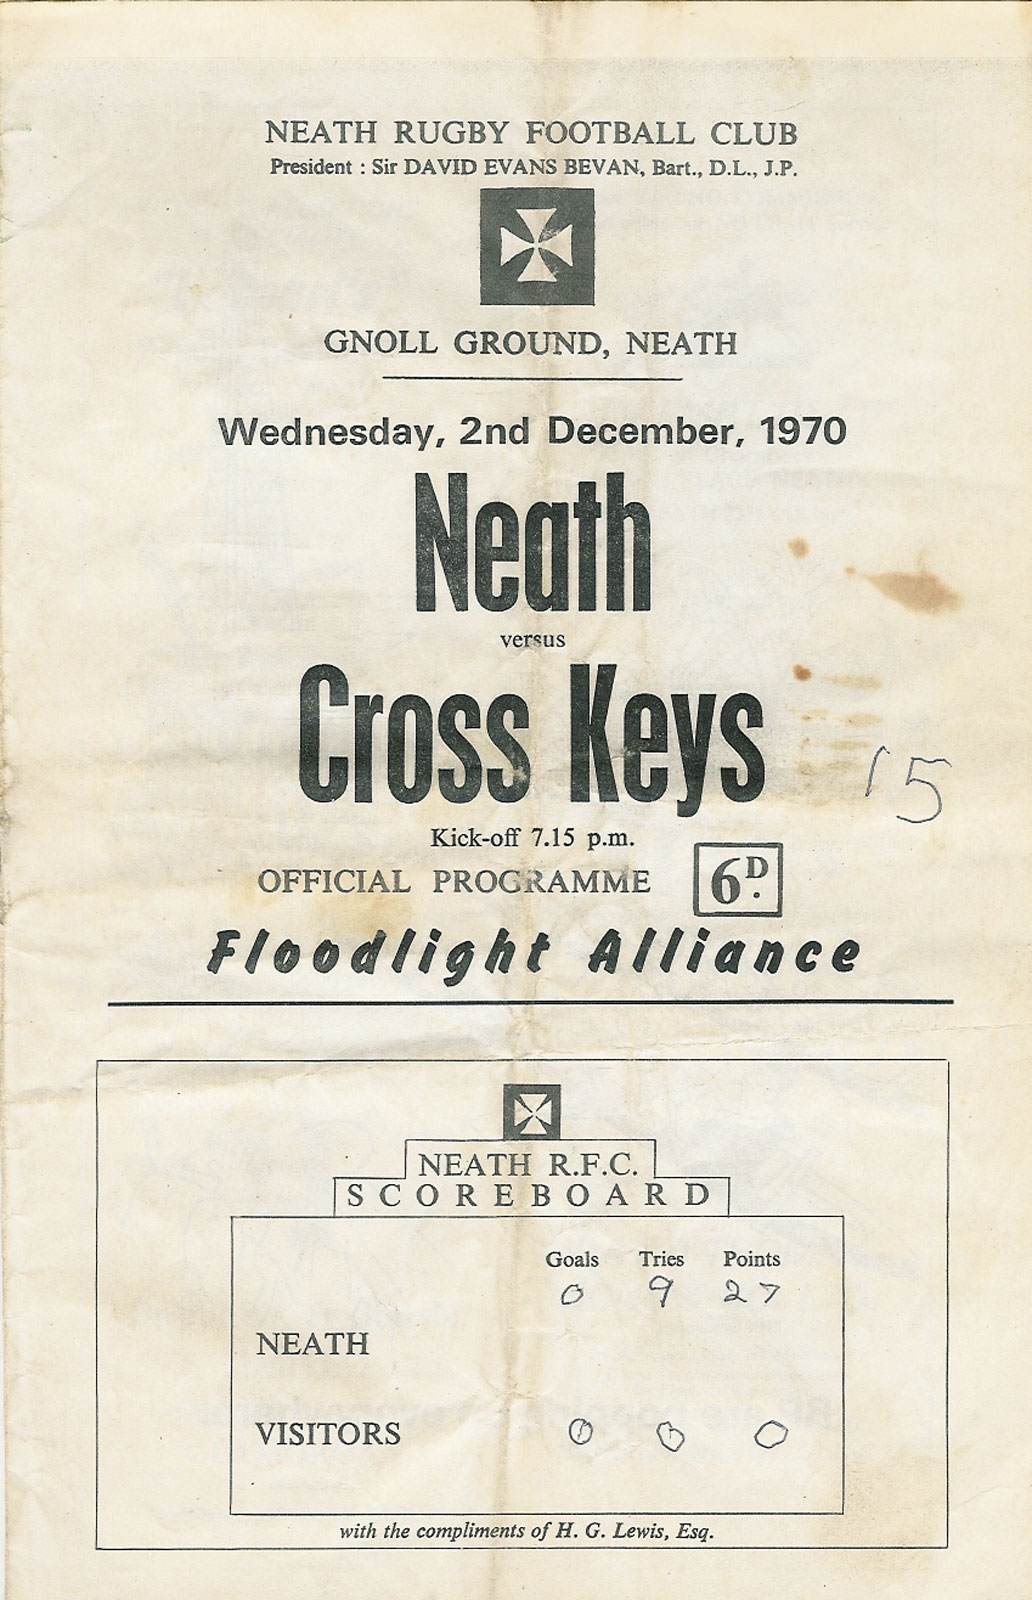 NEATH RUGBY FOOTBALL CLUB
President : Sir DAVID EVANS BEVAN, Bart., D.L., J.P.
GNOLL GROUND, NEATH
Wednesday, 2nd December, 1970
Neath
versus
Cross Keys
'5
Kick-off 7.15 p.m.
OFFICIAL PROGRAMME 6D.
Floodlight Alliance
NEATH R.F.C.
SCOREBOARD
Goals Tries Points
0 9 27
NEATH
VISITORS 0 0 0
with the compliments of H. G. Lewis, Esq.